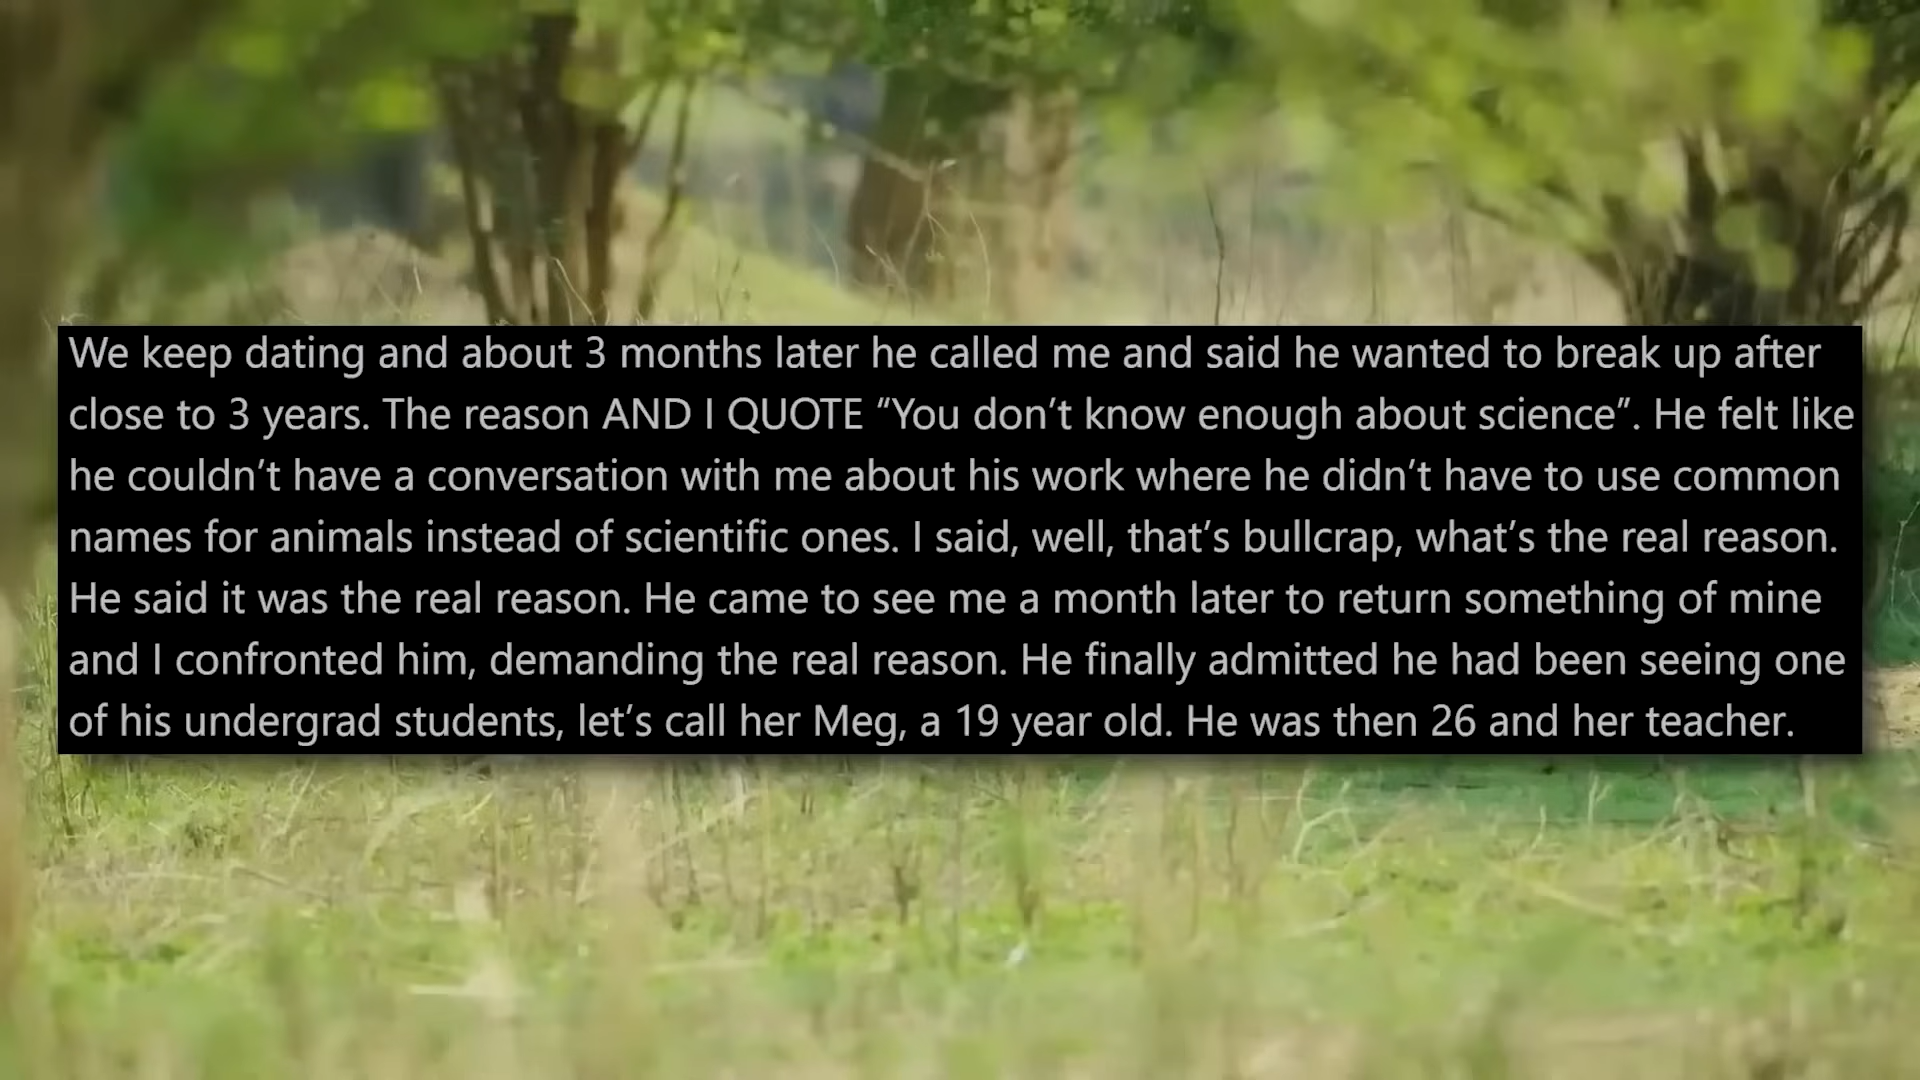 We keep dating and about 3 months later he called me and said he wanted to break up after
close to 3 years. The reason AND I QUOTE “You don’t know enough about science”. He felt like
he couldn’t have a conversation with me about his work where he didn’t have to use common
names for animals instead of scientific ones. I said, well, that’s bullcrap, what’s the real reason.
He said it was the real reason. He came to see me a month later to return something of mine
and I confronted him, demanding the real reason. He finally admitted he had been seeing one
of his undergrad students, let’s call her Meg, a 19 year old. He was then 26 and her teacher.